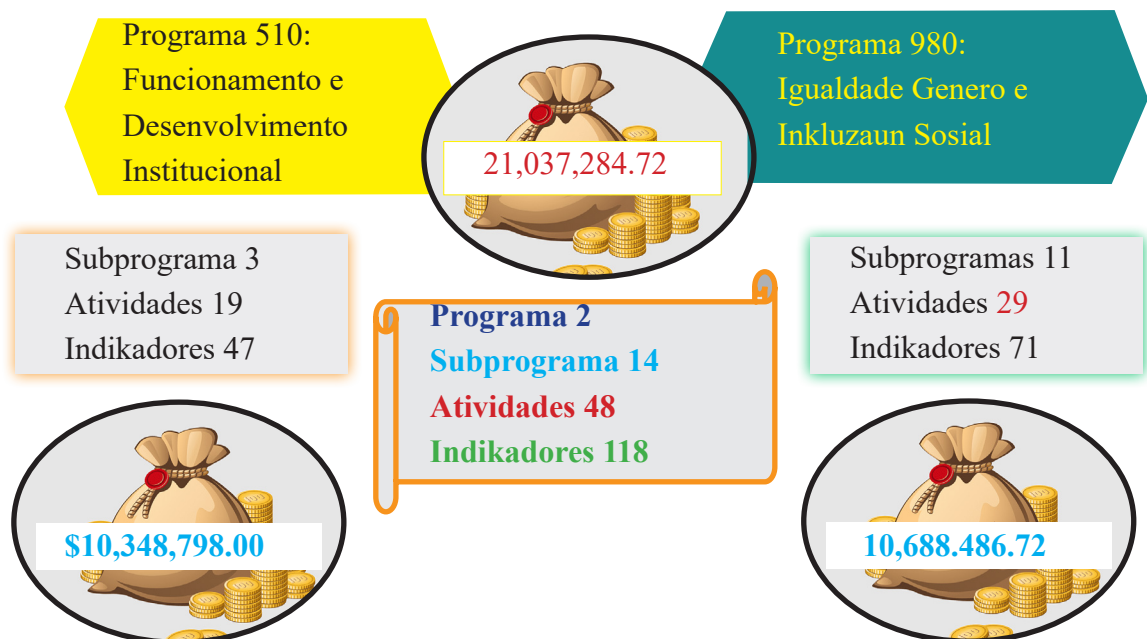 Programa 510:
Funcionamento e
Desenvolvimento
Institucional
21,037,284.72
Programa 980:
Igualdade Genero e
Inkluzaun Sosial
Subprograma 3
Atividades 19
Indikadores 47
Programa 2
Subprograma 14
Atividades 48
Indikadores 118
Subprogramas 11
Atividades 29
Indikadores 71
$10,348,798.00
10,688.486.72